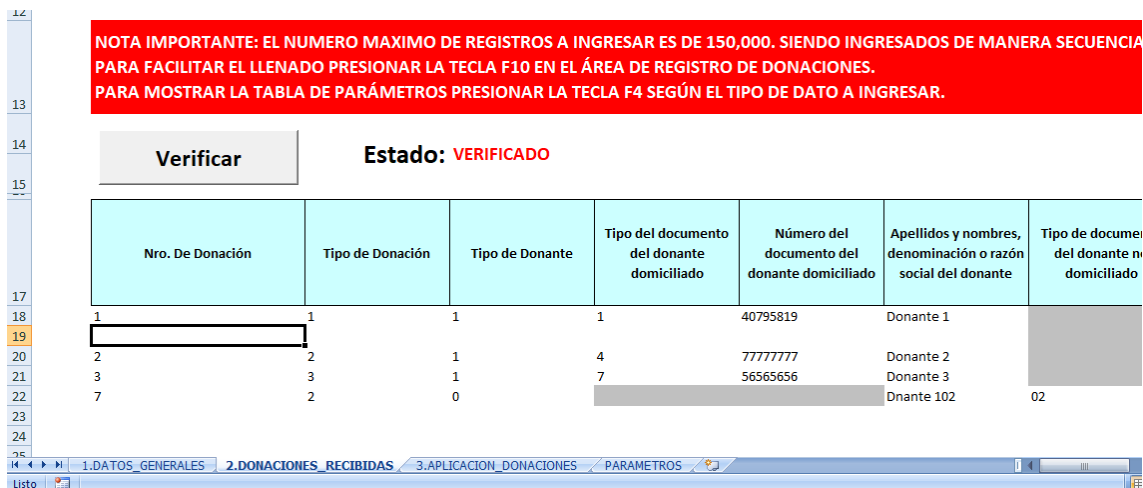 12
NOTA IMPORTANTE: EL NUMERO MAXIMO DE REGISTROS A INGRESAR ES DE 150,000. SIENDO INGRESADOS DE MANERA SECUENCIA
PARA FACILITAR EL LLENADO PRESIONAR LA TECLA F10 EN EL ÁREA DE REGISTRO DE DONACIONES.
13 PARA MOSTRAR LA TABLA DE PARÁMETROS PRESIONAR LA TECLA F4 SEGÚN EL TIPO DE DATO A INGRESAR.
14 Verificar Estado: VERIFICADO
15
Tipo del documento Número del Apellidos y nombres, Tipo de documen
Nro. De Donación Tipo de Donación Tipo de Donante del donante documento del denominación o razón del donante no
domiciliado donante domiciliado social del donante domiciliado
17
18 1 1 1 1 40795819 Donante 1
19
20 2 2 1 4 77777777 Donante 2
21 3 3 1 7 56565656 Donante 3
22 7 2 0 Dnante 102 02
23
24
25
1.DATOS_GENERALES 2.DONACIONES_RECIBIDAS 3.APLICACION_DONACIONES PARAMETROS
Listo